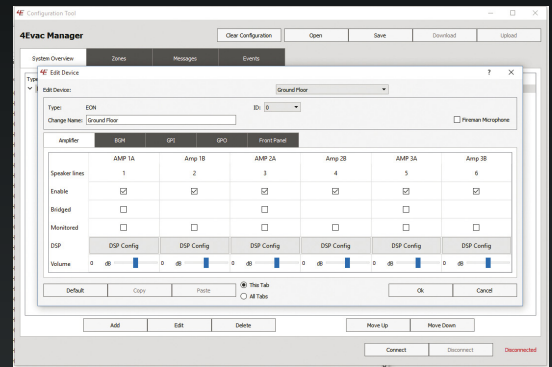 4E Configuration Tool
4Evac Manager
Clear Configuration Open Save Download Upload
System Overview Zones Messages Events
Type
4E Edit Device ? X
Edit Device: Ground Floor
Type: EON ID: 0
Change Name: Ground Floor Fireman Microphone
Amplifier BGM GPI GPO Front Panel
AMP 1A Amp 1B AMP 2A Amp 2B AMP 3A Amp 3B
Speaker lines 1 2 3 4 5 6
Enable
Bridged
Monitored
DSP DSP Config DSP Config DSP Config DSP Config DSP Config DSP Config
Volume 0 dB 0 dB 0 dB 0 dB 0 dB 0 dB
Default Copy Paste This Tab Ok Cancel
All Tabs
Add Edit Delete Move Up Move Down
Connect Disconnect Disconnected